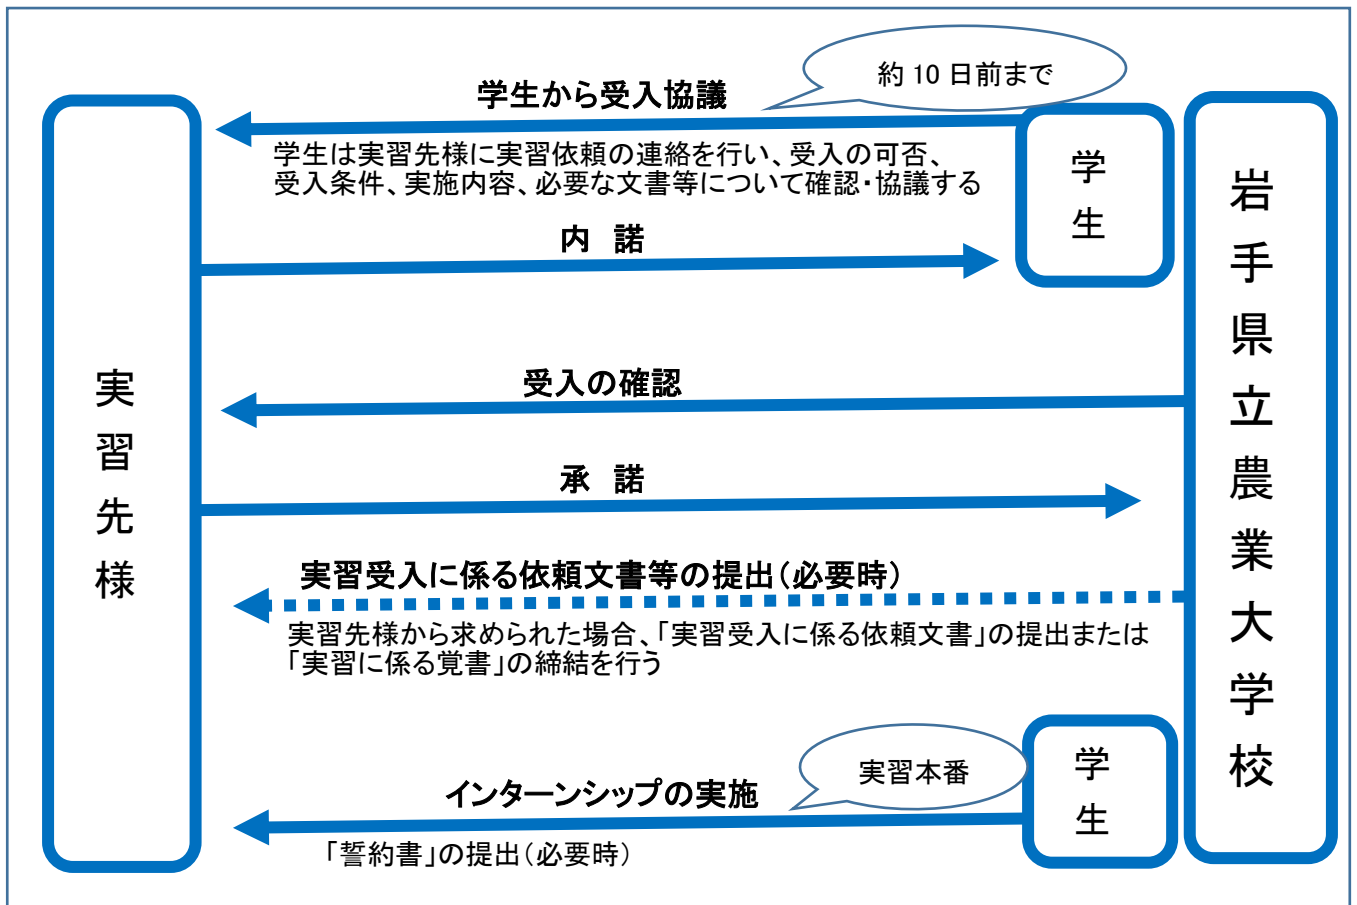 約10日前まで
学生から受入協議
学生は実習先様に実習依頼の連絡を行い、受入の可否、
受入条件、実施内容、必要な文書等について確認・協議する
学生
内 諾
岩手県立農業大学校
実習先様
受入の確認
承 諾
実習受入に係る依頼文書等の提出(必要時)
実習先様から求められた場合、「実習受入に係る依頼文書」の提出または
「実習に係る覚書」の締結を行う
実習本番
学生
インターンシップの実施
「誓約書」の提出(必要時)